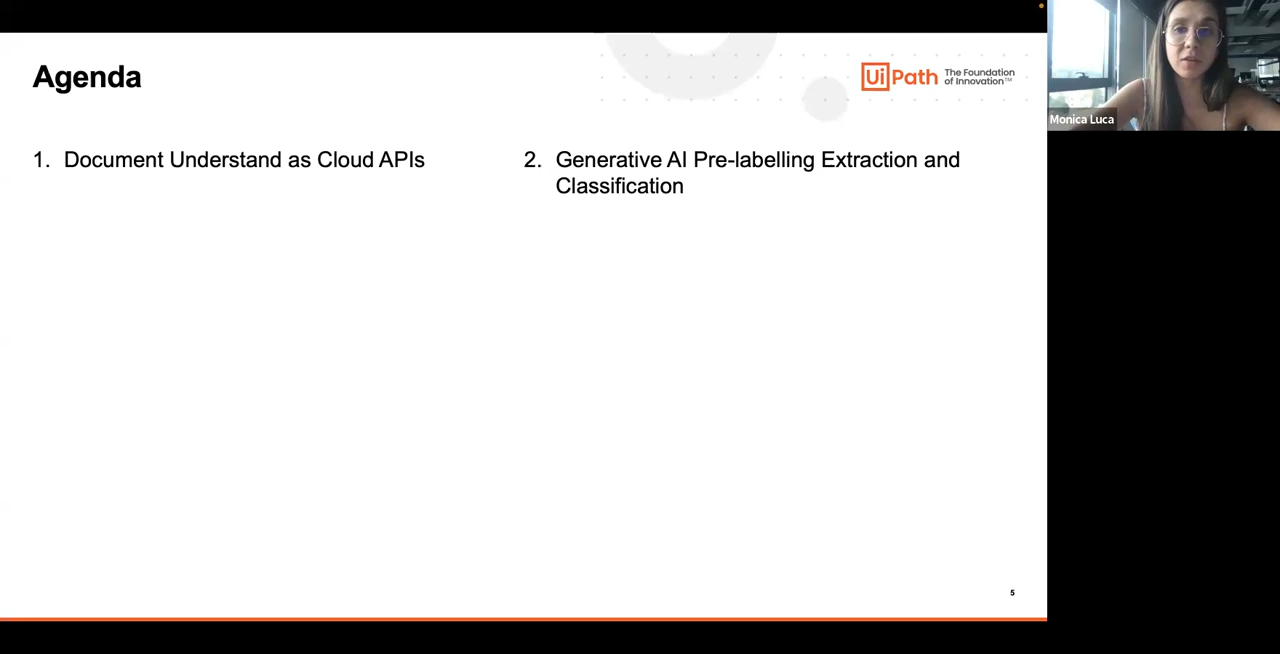 Agenda
UiPath The Foundation
of Innovation™
1. Document Understand as Cloud APIs
2. Generative AI Pre-labelling Extraction and
Classification
5
Monica Luca